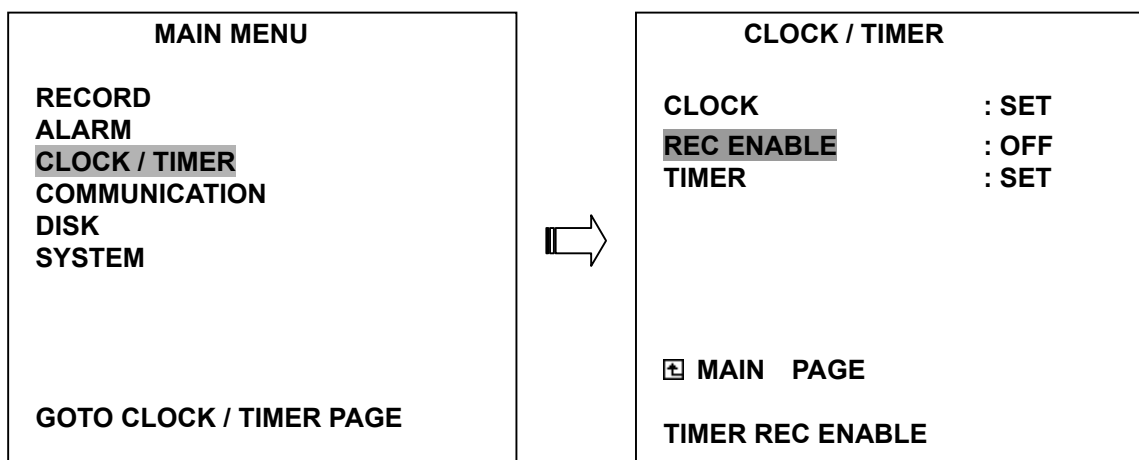 MAIN MENU
RECORD
ALARM
CLOCK / TIMER
COMMUNICATION
DISK
SYSTEM
GOTO CLOCK / TIMER PAGE
CLOCK / TIMER
CLOCK : SET
REC ENABLE : OFF
TIMER : SET
MAIN PAGE
TIMER REC ENABLE